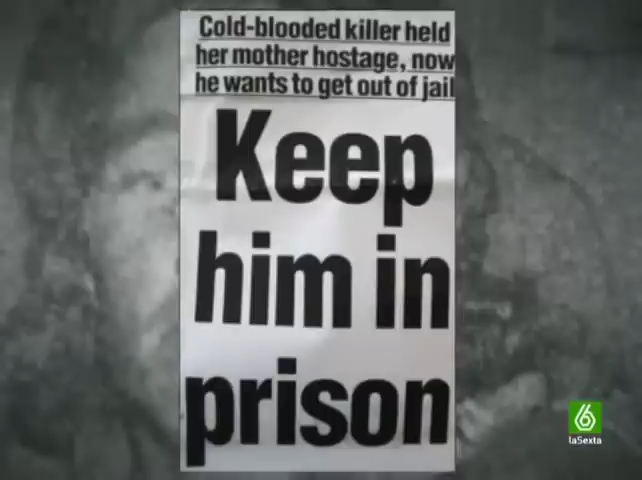 Cold-blooded killer held
her mother hostage, now
he wants to get out of jail
Keep
him in
prison
6
laSexta